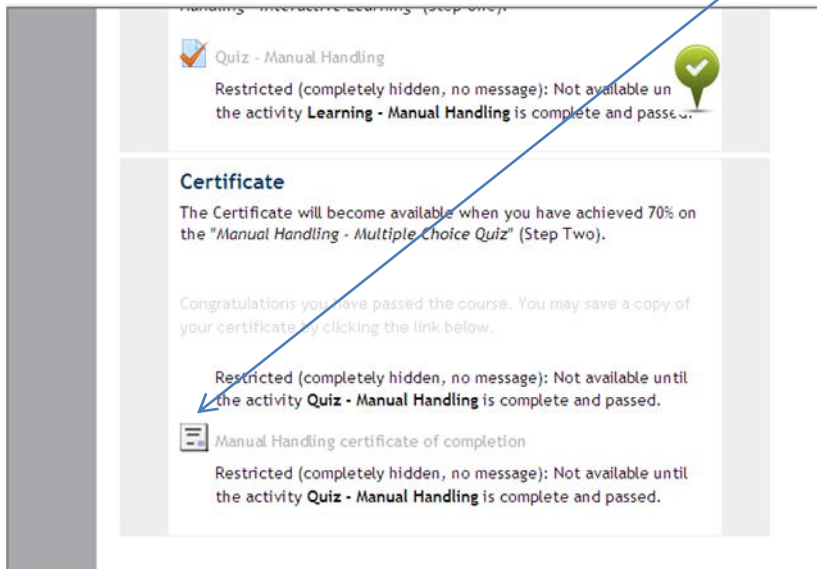 Handling - Interactive Learning" (Step One).
Quiz - Manual Handling
Restricted (completely hidden, no message): Not available un
the activity Learning - Manual Handling is complete and passed.
Certificate
The Certificate will become available when you have achieved 70% on
the "Manual Handling - Multiple Choice Quiz" (Step Two).
Congratulations you have passed the course. You may save a copy of
your certificate by clicking the link below.
Restricted (completely hidden, no message): Not available until
the activity Quiz - Manual Handling is complete and passed.
Manual Handling certificate of completion
Restricted (completely hidden, no message): Not available until
the activity Quiz - Manual Handling is complete and passed.